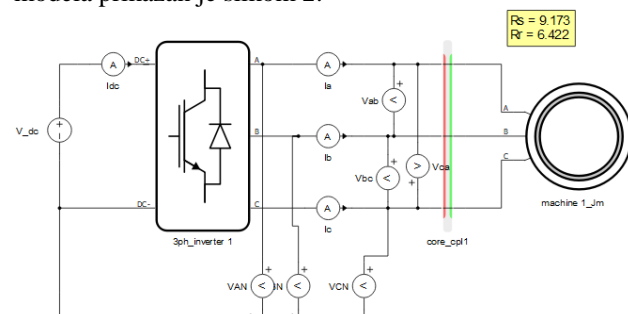 modela prikazan je slikom 2.
Rs = 9.173
Rr = 6.422
A DC+ A A
Idc Ia
Vab <
V_dc B A B
Ib
Vbc < > Vca
C
DC- C A
Ic
3ph_inverter 1 core_cpl1 machine 1_Jm
VAN < N < VCN <